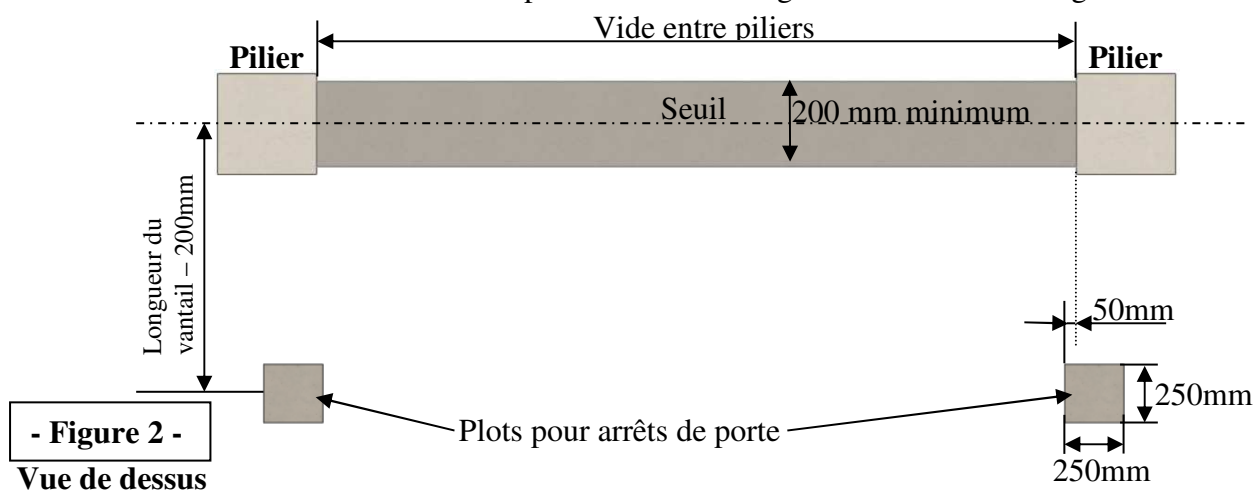 Vide entre piliers
Pilier
Pilier
Seuil
200 mm minimum
Longueur du
vantail – 200mm
50mm
250mm
Plots pour arrêts de porte
250mm
- Figure 2 -
Vue de dessus